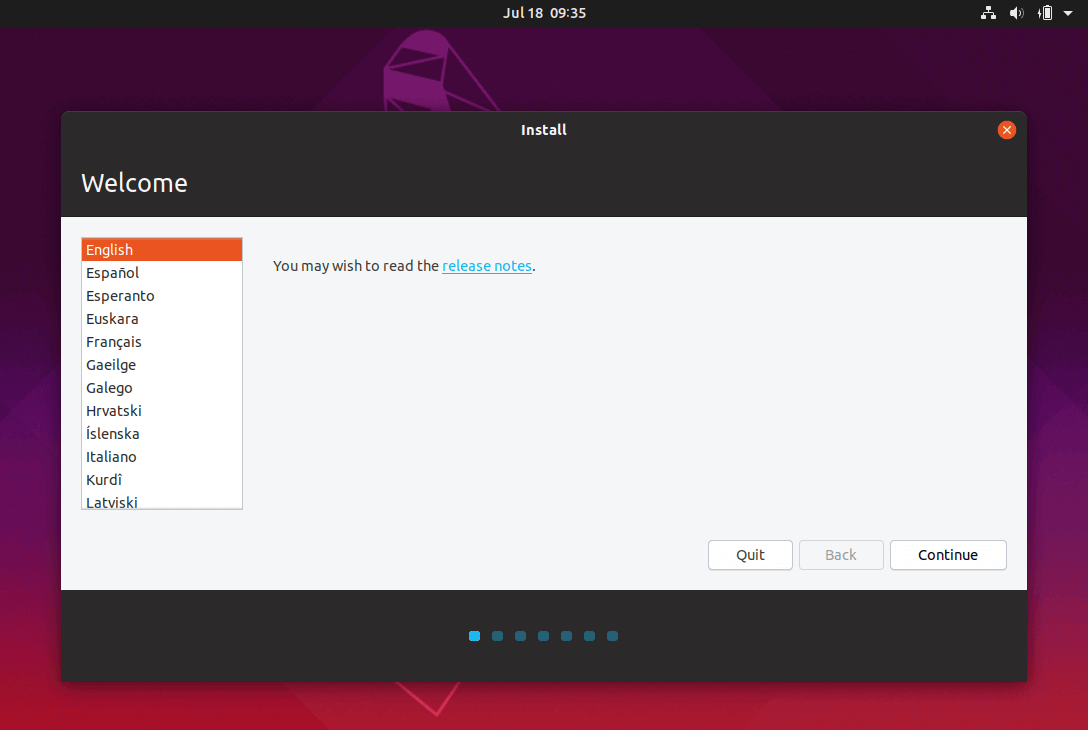 Jul 18 09:35
Install
Welcome
English
Español
Esperanto
Euskara
Français
Gaeilge
Galego
Hrvatski
Íslenska
Italiano
Kurdî
Latviski
You may wish to read the release notes.
Quit
Back
Continue